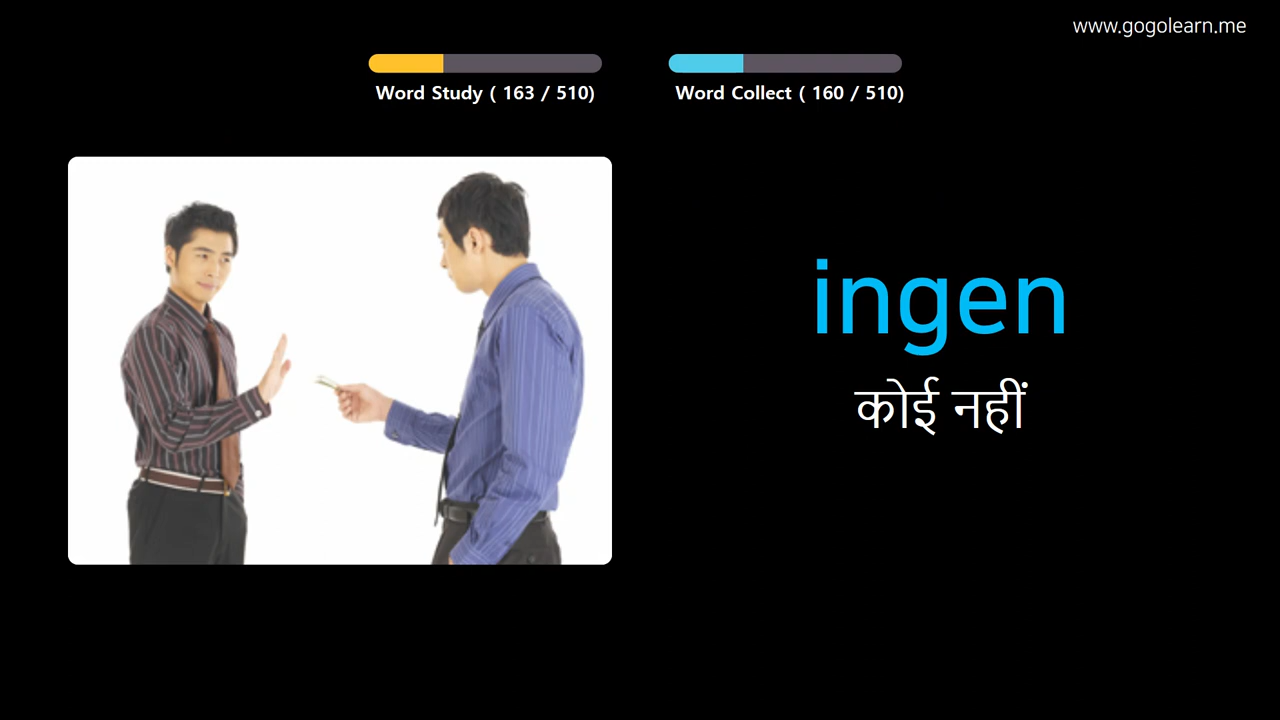 www.gogolearn.me
Word Study ( 163 / 510)
Word Collect ( 160 / 510)
ingen
कोई नहीं